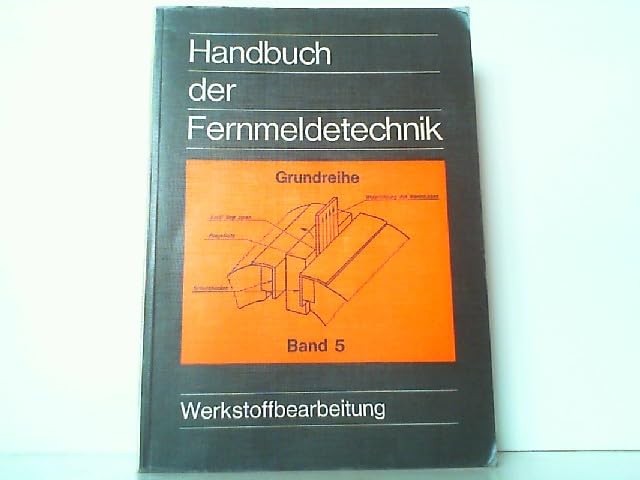 Handbuch
der
Fernmeldetechnik
Grundreihe
Band 5
Werkstoffbearbeitung